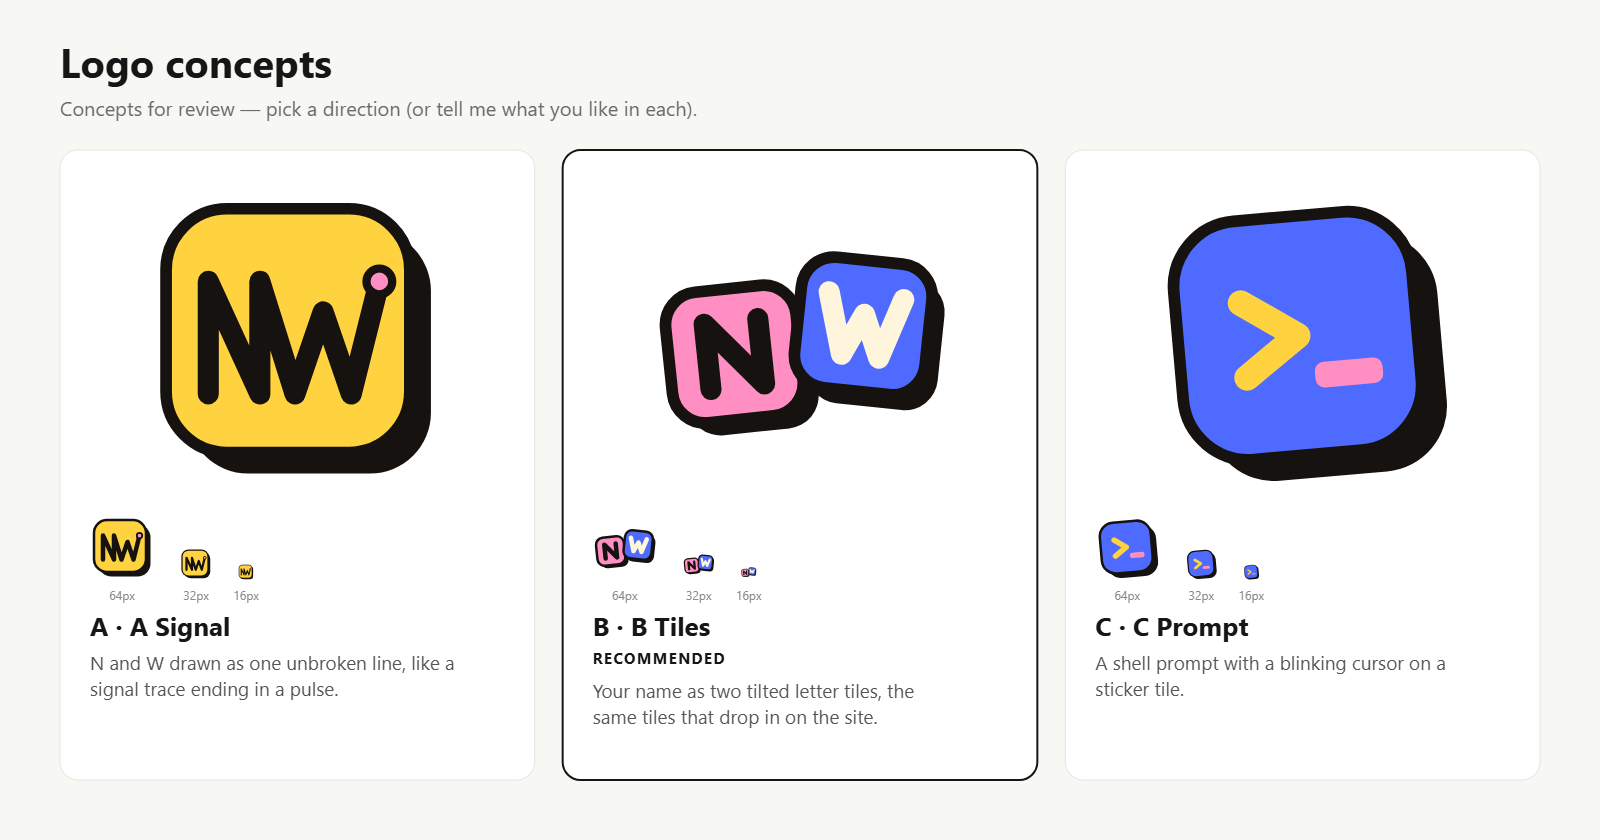 Logo concepts
Concepts for review — pick a direction (or tell me what you like in each).
NW
N W
>_
NW
NW
NW
64px 32px 16px
N W
N W
N W
64px 32px 16px
>_
>_
>_
64px 32px 16px
A · A Signal
N and W drawn as one unbroken line, like a
signal trace ending in a pulse.
B · B Tiles
RECOMMENDED
Your name as two tilted letter tiles, the
same tiles that drop in on the site.
C · C Prompt
A shell prompt with a blinking cursor on a
sticker tile.